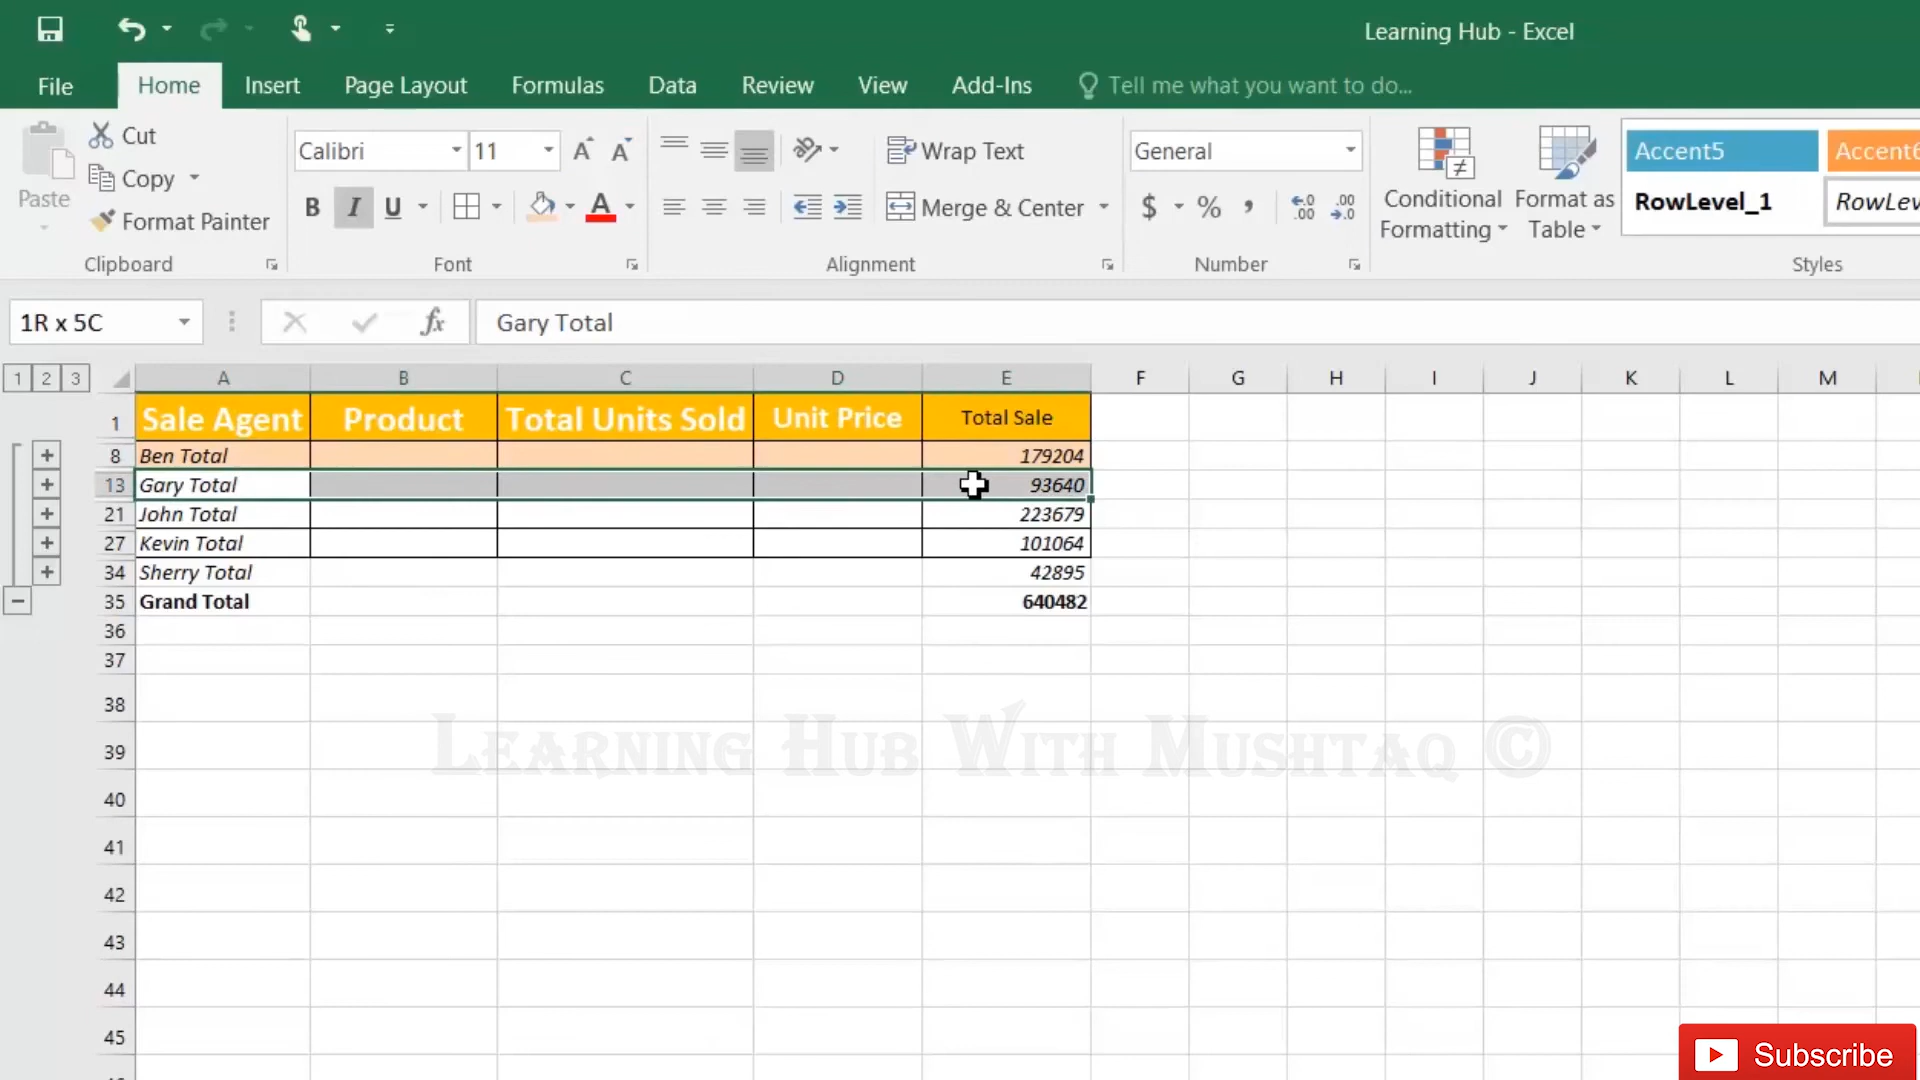 Learning Hub - Excel
File Home Insert Page Layout Formulas Data Review View Add-Ins Tell me what you want to do...
Paste
Cut
Copy
Format Painter
Clipboard
Calibri 11
B I U
Font
Wrap Text
Merge & Center
Alignment
General
$ % ,
Number
Conditional Formatting
Format as Table
Accent5 Accent6
RowLevel_1 RowLev
Styles
1R x 5C fx Gary Total
1 2 3 A B C D E F G H I J K L M
1 Sale Agent Product Total Units Sold Unit Price Total Sale
8 Ben Total 179204
13 Gary Total 93640
21 John Total 223679
27 Kevin Total 101064
34 Sherry Total 42895
35 Grand Total 640482
36
37
38
39
Learning Hub With Mushtaq ©
40
41
42
43
44
45
Subscribe